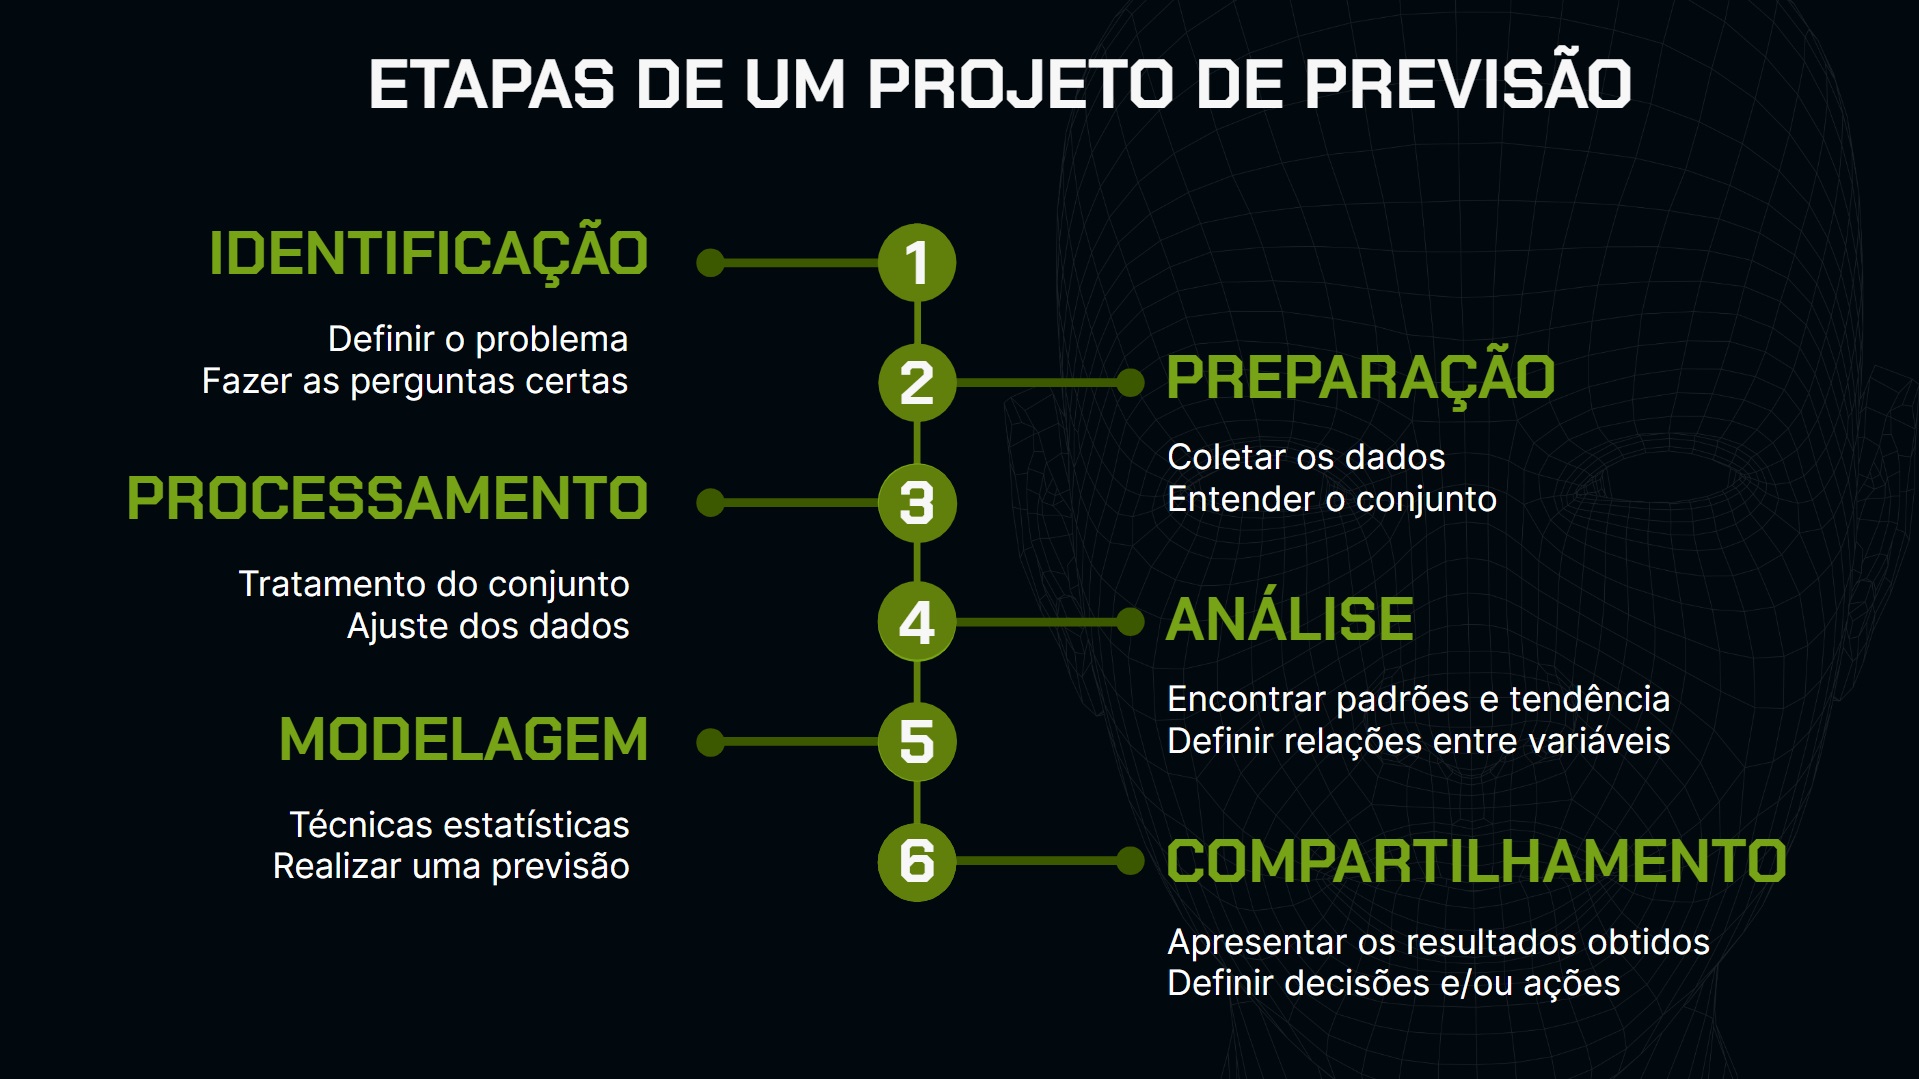 ETAPAS DE UM PROJETO DE PREVISÃO
1
IDENTIFICAÇÃO
Definir o problema
Fazer as perguntas certas
2
PREPARAÇÃO
Coletar os dados
Entender o conjunto
3
PROCESSAMENTO
Tratamento do conjunto
Ajuste dos dados
4
ANÁLISE
Encontrar padrões e tendência
Definir relações entre variáveis
5
MODELAGEM
Técnicas estatísticas
Realizar uma previsão
6
COMPARTILHAMENTO
Apresentar os resultados obtidos
Definir decisões e/ou ações